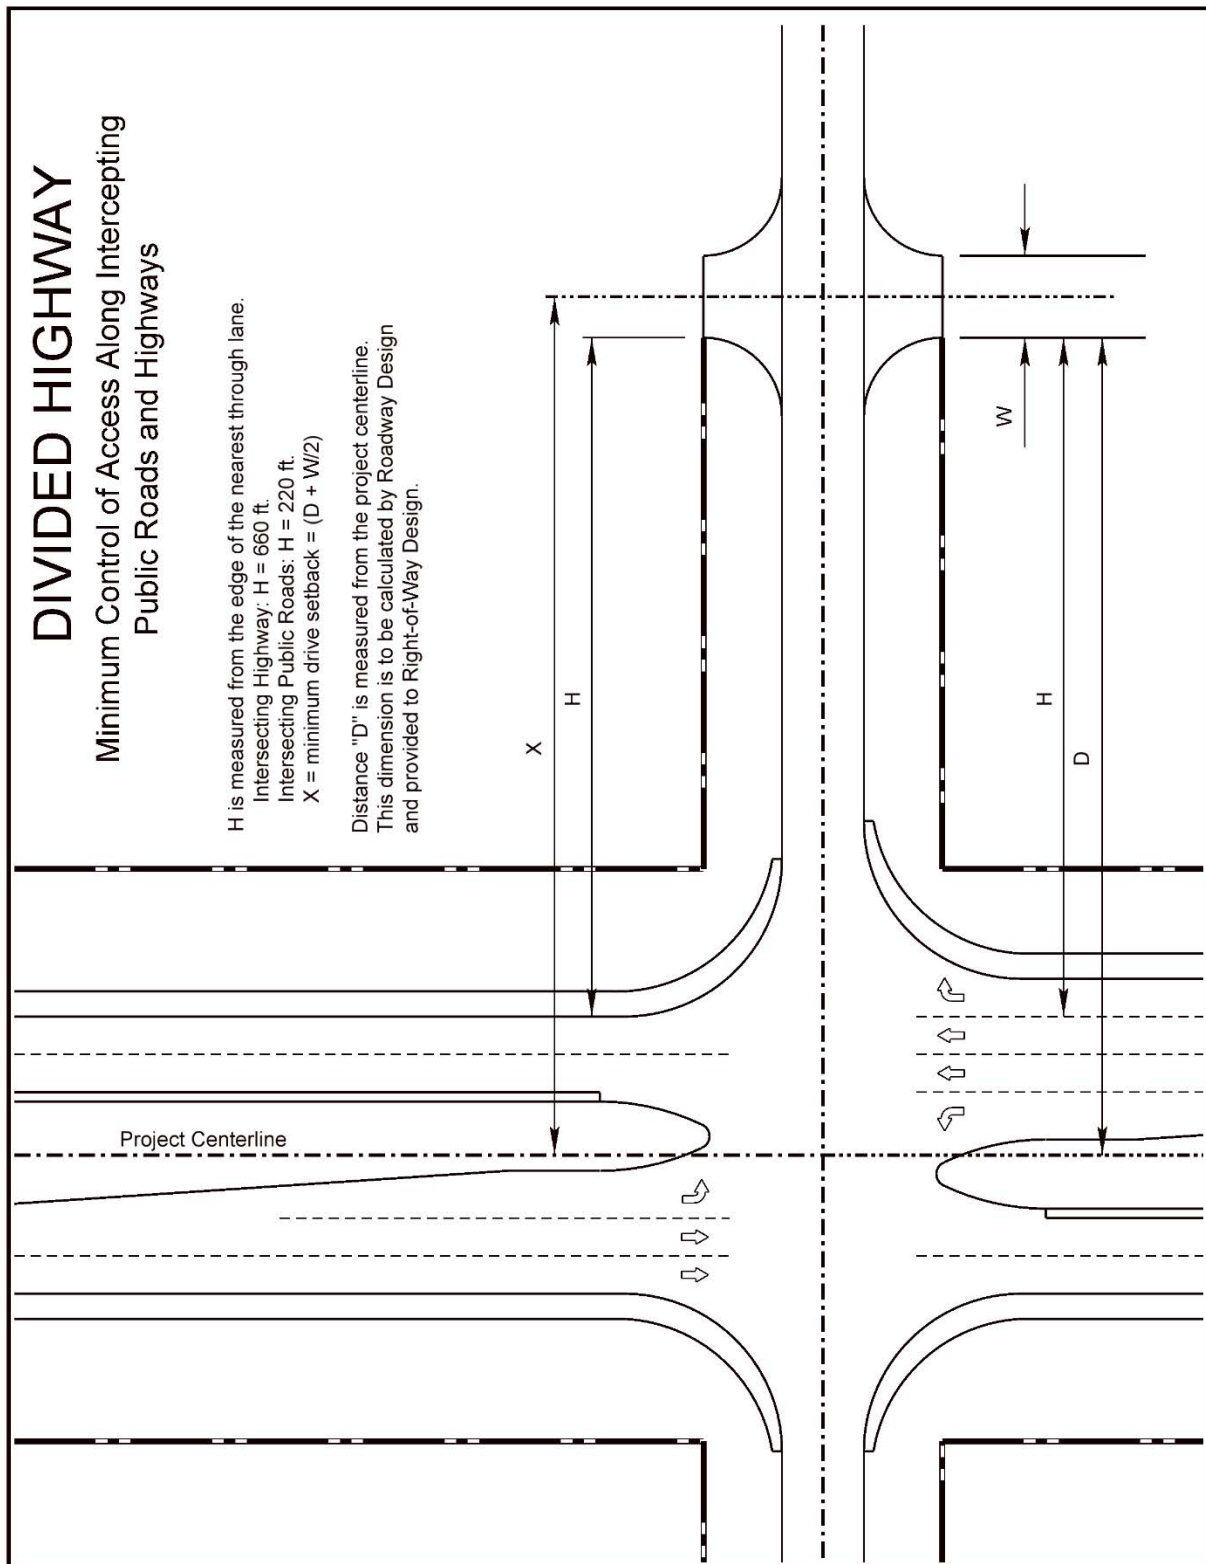 DIVIDED HIGHWAY
Minimum Control of Access Along Intercepting
Public Roads and Highways
H is measured from the edge of the nearest through lane.
Intersecting Highway: H = 660 ft.
Intersecting Public Roads: H = 220 ft.
X = minimum drive setback = (D + W/2)
Distance "D" is measured from the project centerline.
This dimension is to be calculated by Roadway Design
and provided to Right-of-Way Design.
X
H
W
H
D
Project Centerline